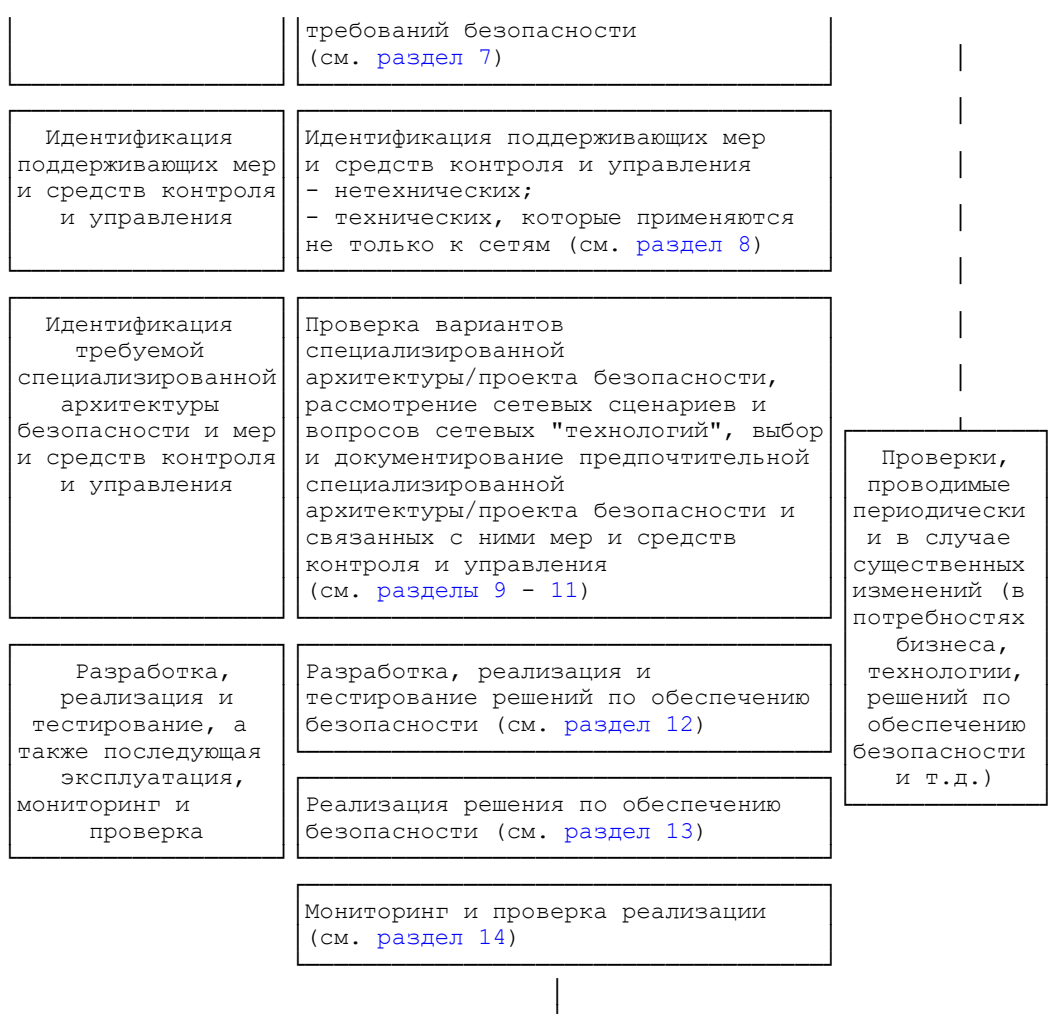 требований безопасности
(см. раздел 7)
Идентификация
поддерживающих мер
и средств контроля
и управления
Идентификация поддерживающих мер
и средств контроля и управления
- нетехнических;
- технических, которые применяются
не только к сетям (см. раздел 8)
Идентификация
требуемой
специализированной
архитектуры
безопасности и мер
и средств контроля
и управления
Проверка вариантов
специализированной
архитектуры/проекта безопасности,
рассмотрение сетевых сценариев и
вопросов сетевых "технологий", выбор
и документирование предпочтительной
специализированной
архитектуры/проекта безопасности и
связанных с ними мер и средств
контроля и управления
(см. разделы 9 - 11)
Проверки,
проводимые
периодически
и в случае
существенных
изменений (в
потребностях
бизнеса,
технологии,
решений по
обеспечению
безопасности
и т.д.)
Разработка,
реализация и
тестирование, а
также последующая
эксплуатация,
мониторинг и
проверка
Разработка, реализация и
тестирование решений по обеспечению
безопасности (см. раздел 12)
Реализация решения по обеспечению
безопасности (см. раздел 13)
Мониторинг и проверка реализации
(см. раздел 14)